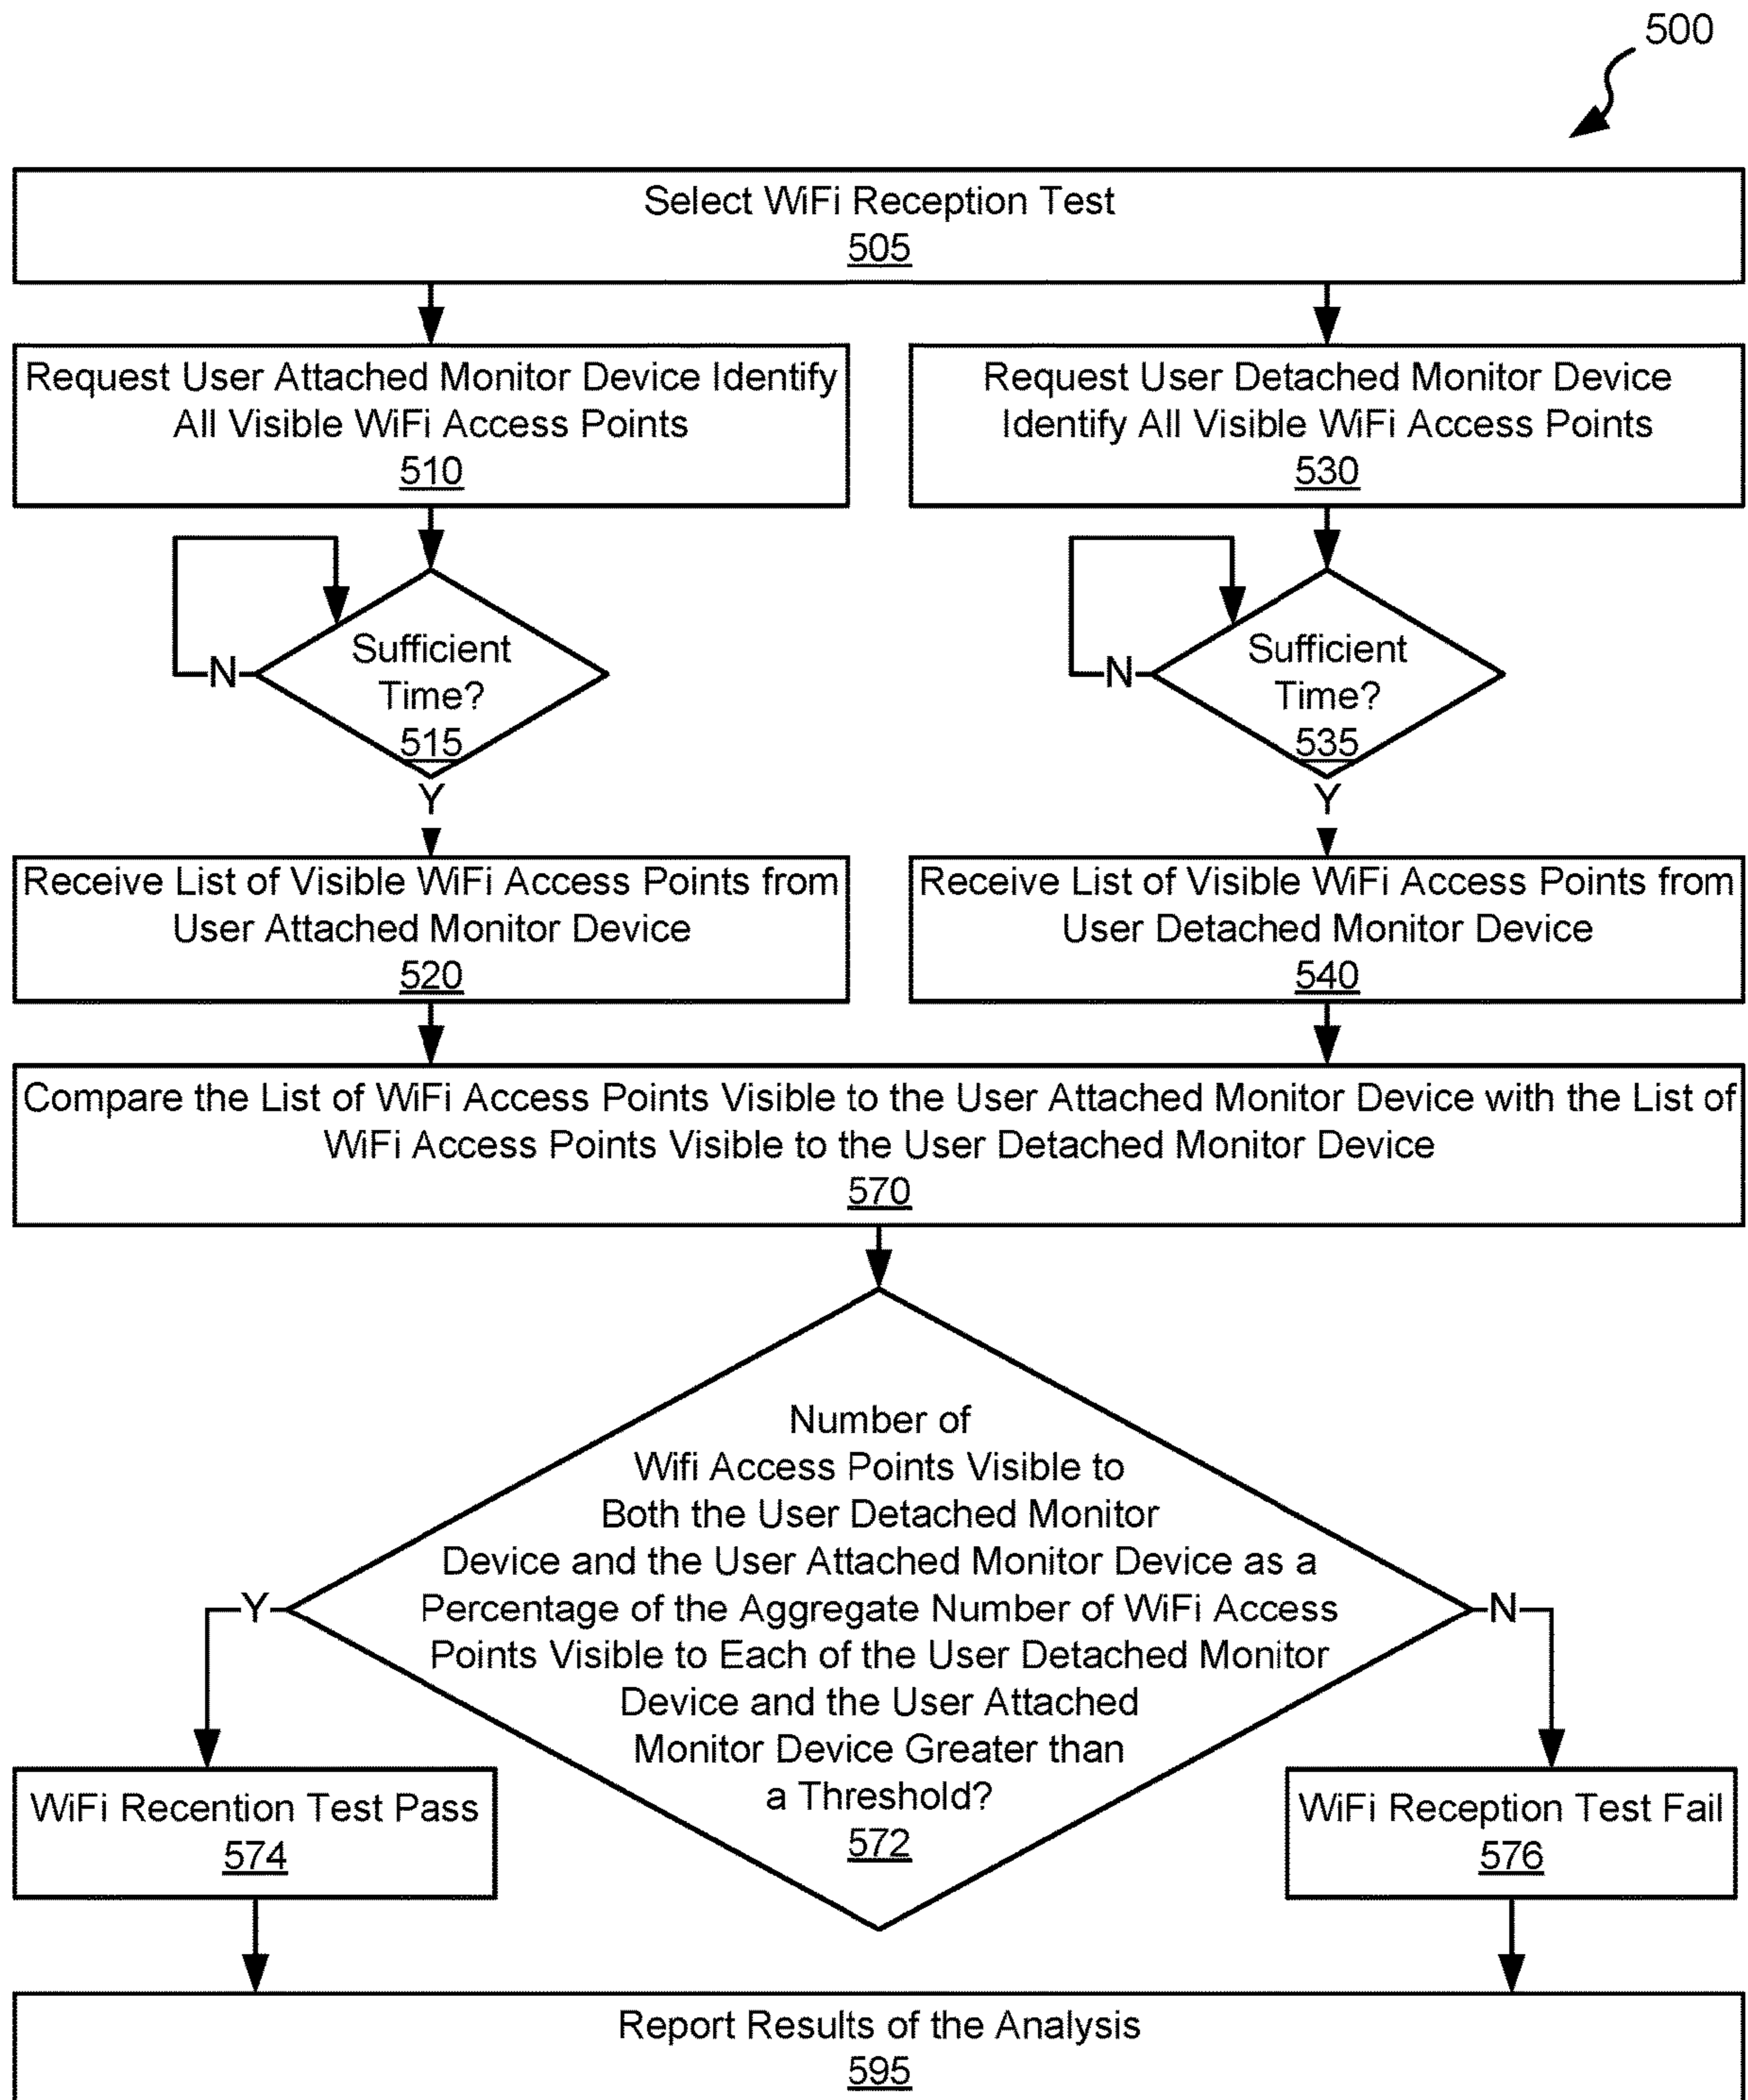 500
Select WiFi Reception Test
505
Request User Attached Monitor Device Identify
All Visible WiFi Access Points
510
Request User Detached Monitor Device
Identify All Visible WiFi Access Points
530
N
Sufficient
Time?
515
Y
N
Sufficient
Time?
535
Y
Receive List of Visible WiFi Access Points from
User Attached Monitor Device
520
Receive List of Visible WiFi Access Points from
User Detached Monitor Device
540
Compare the List of WiFi Access Points Visible to the User Attached Monitor Device with the List of
WiFi Access Points Visible to the User Detached Monitor Device
570
Number of
Wifi Access Points Visible to
Both the User Detached Monitor
Device and the User Attached Monitor Device as a
Percentage of the Aggregate Number of WiFi Access
Points Visible to Each of the User Detached Monitor
Device and the User Attached
Monitor Device Greater than
a Threshold?
572
Y
N
WiFi Recention Test Pass
574
WiFi Reception Test Fail
576
Report Results of the Analysis
595